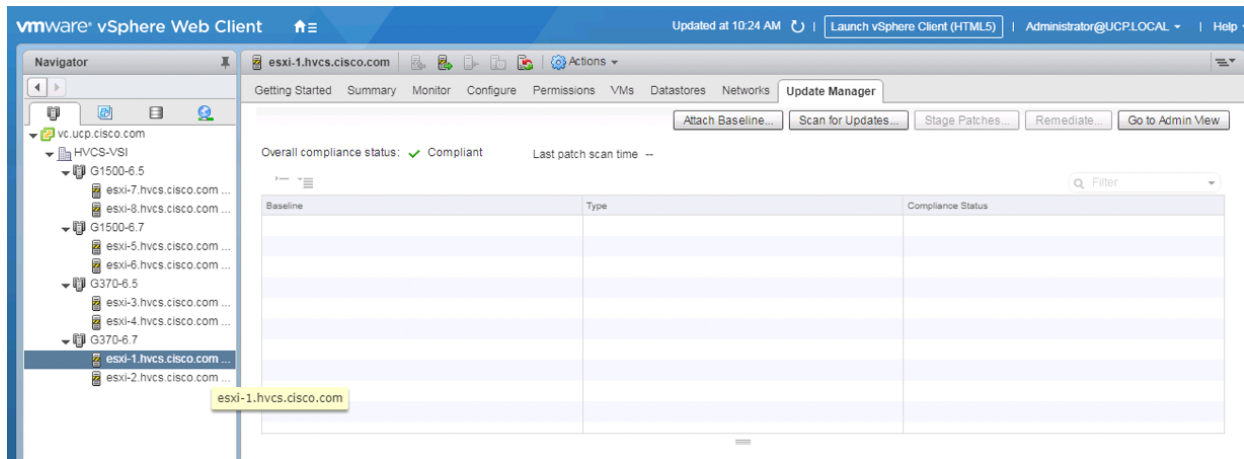 vmware® vSphere Web Client
Updated at 10:24 AM | Launch vSphere Client (HTML5) | Administrator@UCP.LOCAL | Help
Navigator
esxi-1.hvcs.cisco.com
Actions
Getting Started Summary Monitor Configure Permissions VMs Datastores Networks Update Manager
Attach Baseline... Scan for Updates... Stage Patches... Remediate... Go to Admin View
vc.ucp.cisco.com
HVCS-VSI
G1500-6.5
esxi-7.hvcs.cisco.com ...
esxi-8.hvcs.cisco.com ...
G1500-6.7
esxi-5.hvcs.cisco.com ...
esxi-6.hvcs.cisco.com ...
G370-6.5
esxi-3.hvcs.cisco.com ...
esxi-4.hvcs.cisco.com ...
G370-6.7
esxi-1.hvcs.cisco.com ...
esxi-2.hvcs.cisco.com ...
esxi-1.hvcs.cisco.com
Overall compliance status: Compliant Last patch scan time --
Filter
Baseline Type Compliance Status